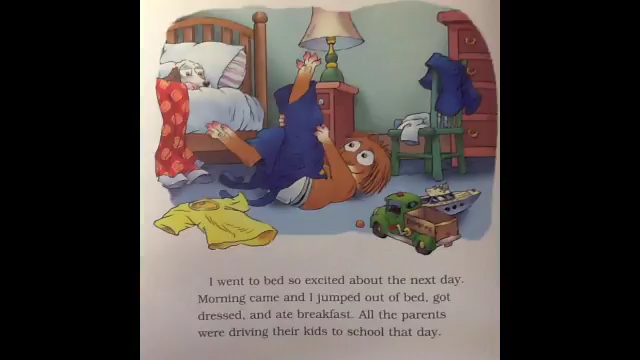 I went to bed so excited about the next day.
Morning came and I jumped out of bed, got
dressed, and ate breakfast. All the parents
were driving their kids to school that day.